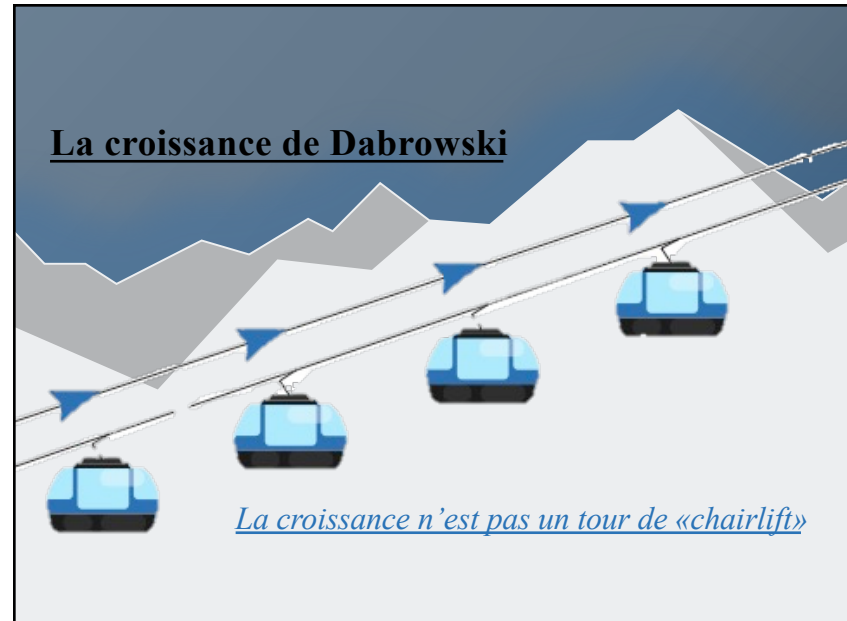 La croissance de Dabrowski
La croissance n’est pas un tour de «chairlift»